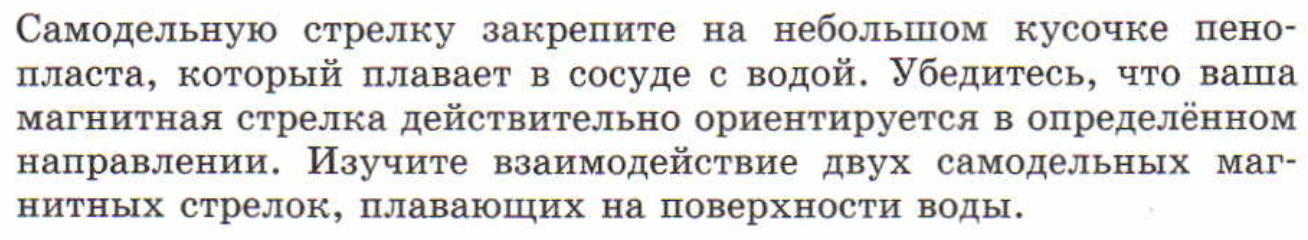 Самодельную стрелку закрепите на небольшом кусочке пено-
пласта, который плавает в сосуде с водой. Убедитесь, что ваша
магнитная стрелка действительно ориентируется в определённом
направлении. Изучите взаимодействие двух самодельных маг-
нитных стрелок, плавающих на поверхности воды.